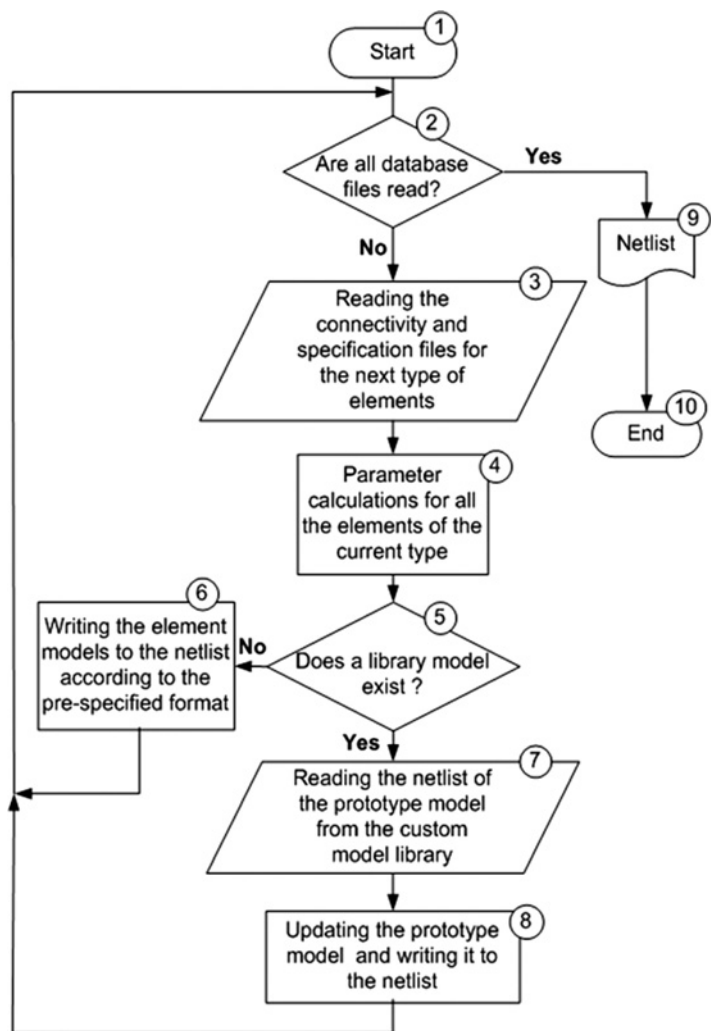 1
Start
2
Are all database
files read?
Yes
No
9
Netlist
10
End
3
Reading the
connectivity and
specification files for
the next type of
elements
4
Parameter
calculations for all
the elements of the
current type
5
Does a library model
exist ?
No
Yes
6
Writing the element
models to the netlist
according to the
pre-specified format
7
Reading the netlist of
the prototype model
from the custom
model library
8
Updating the prototype
model and writing it to
the netlist